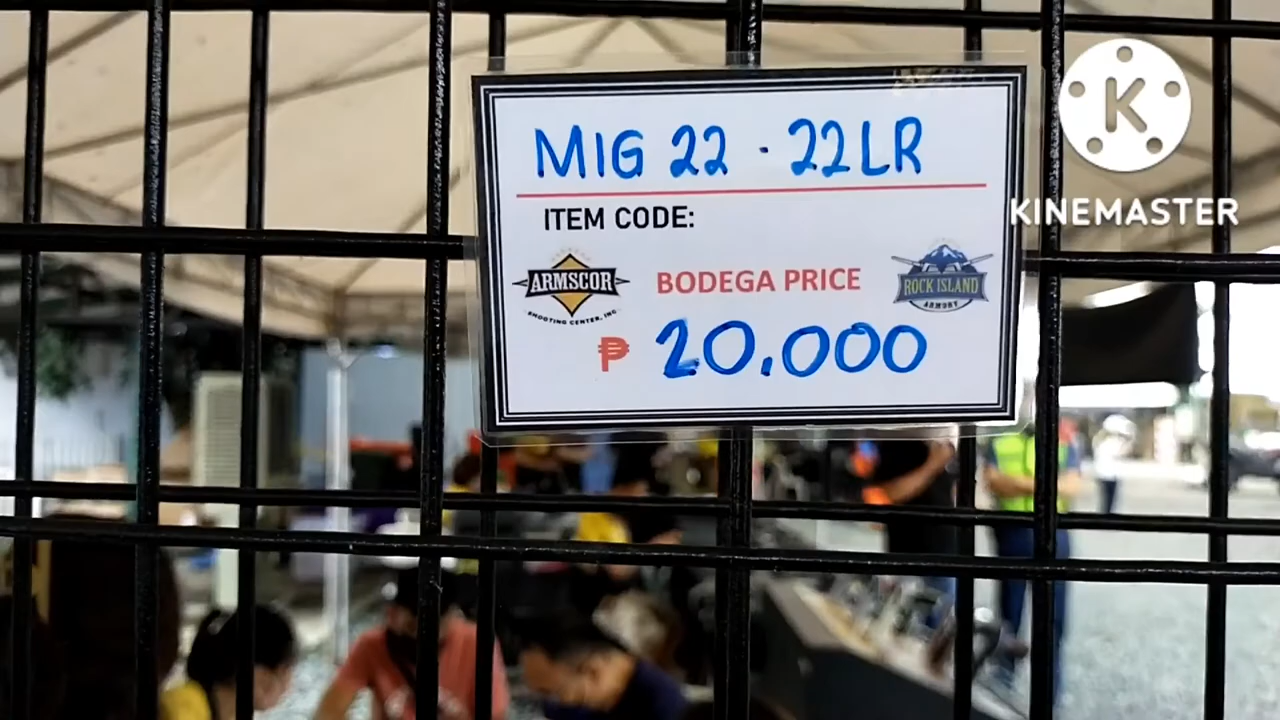 MIG 22 · 22LR
ITEM CODE:
ARMSCOR
SHOOTING CENTER, INC
BODEGA PRICE
ROCK ISLAND
ARMORY
₱ 20,000
K
KINEMASTER